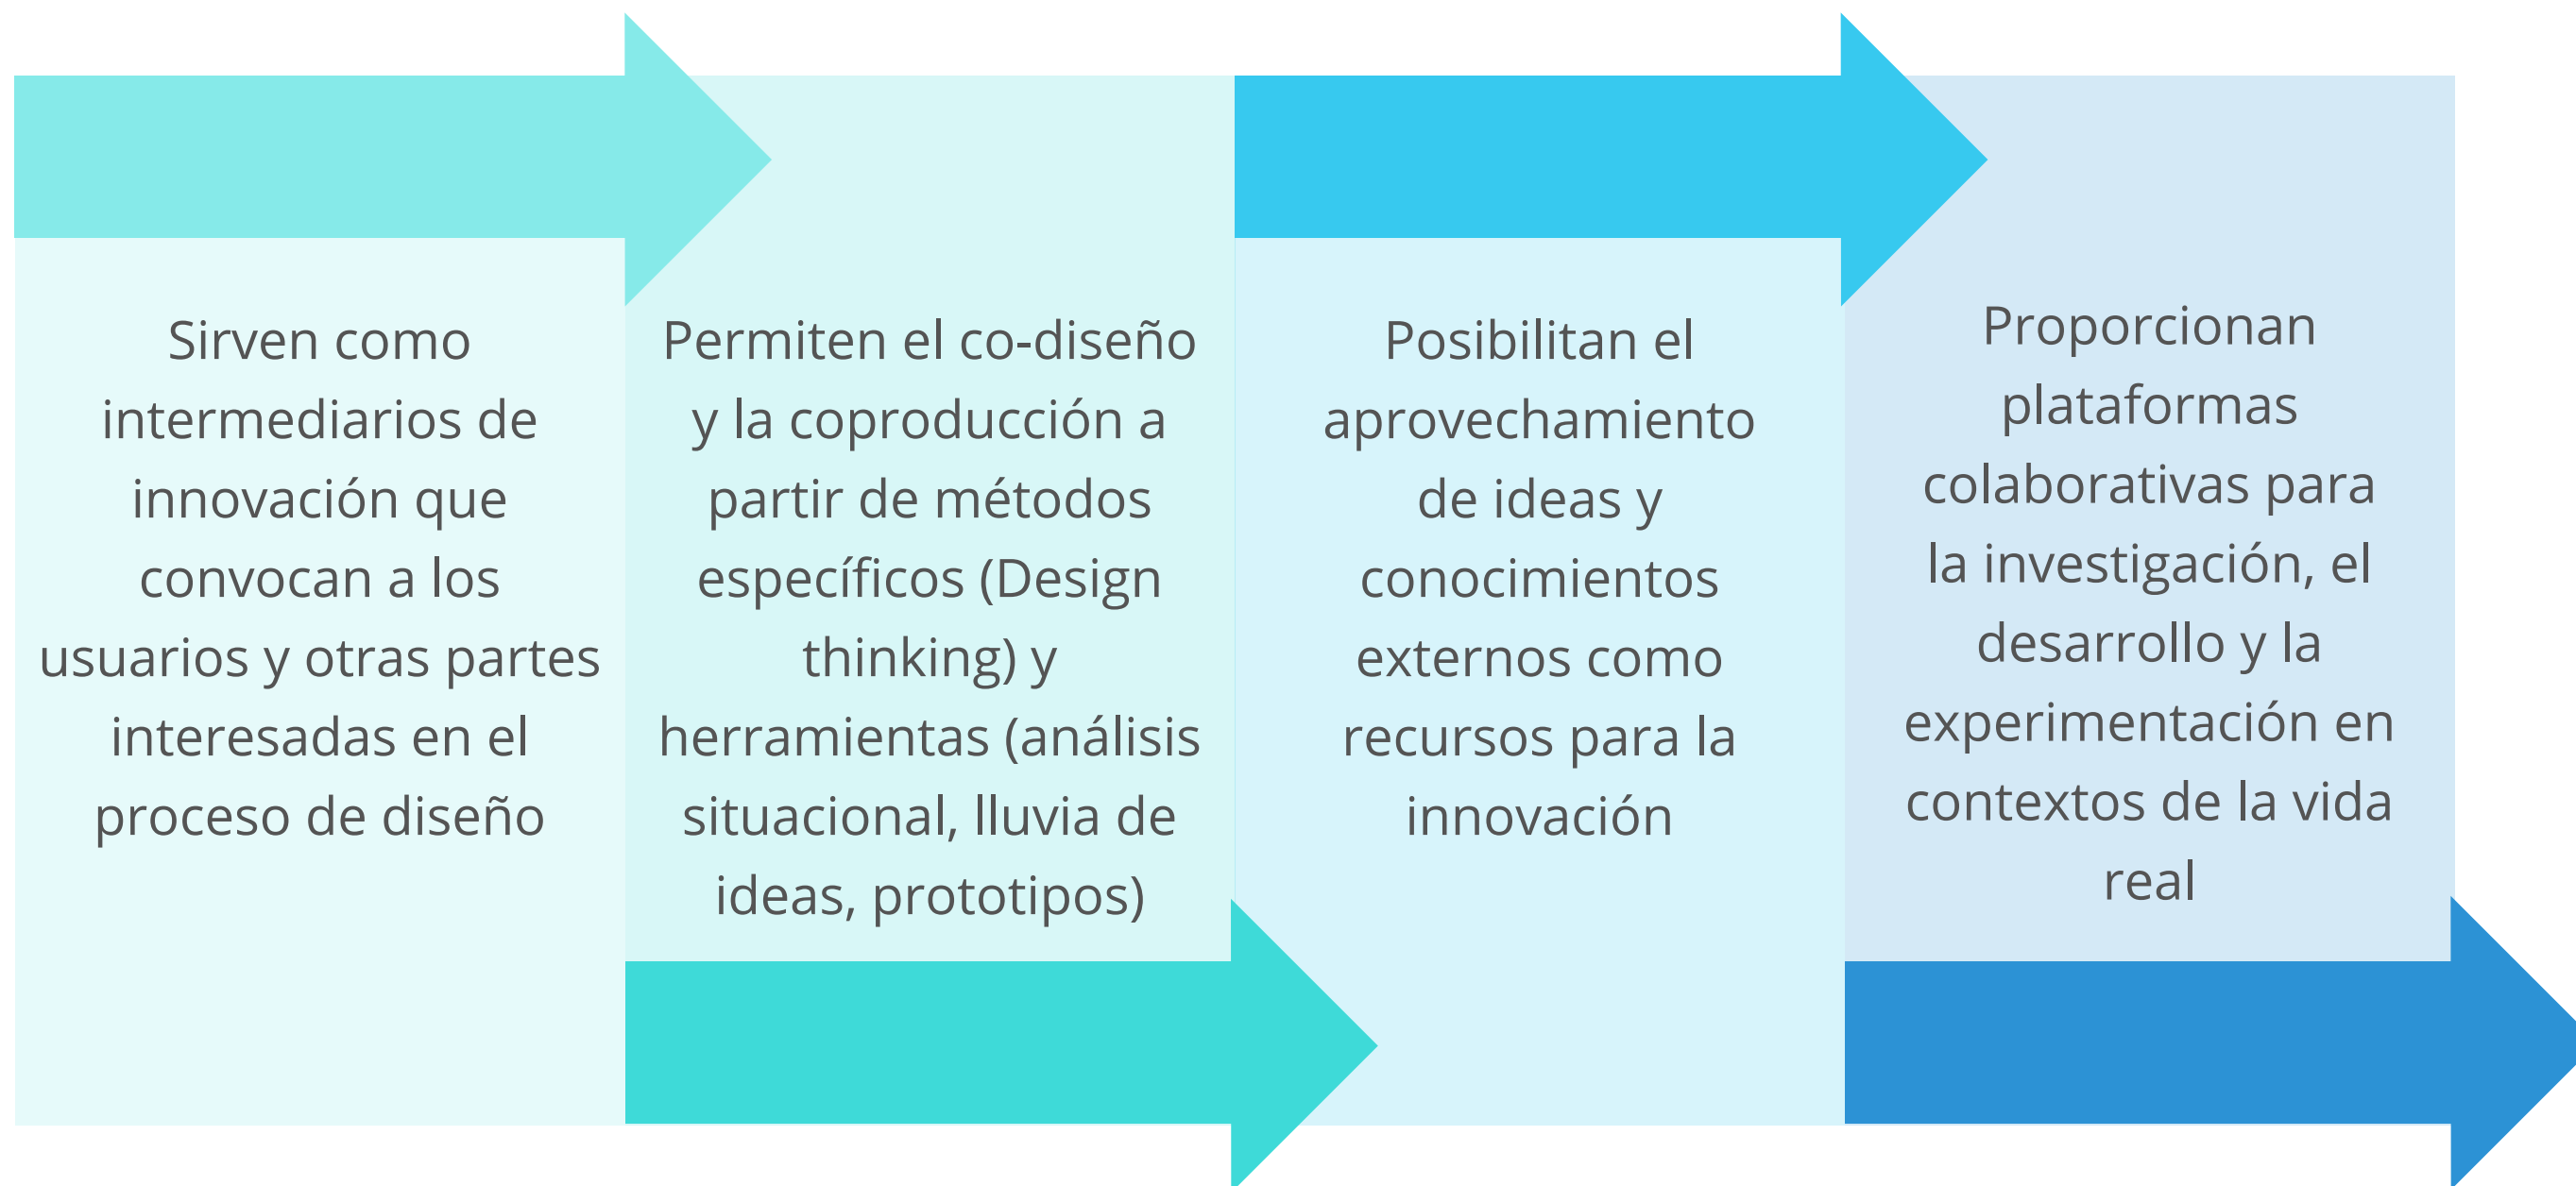 Sirven como
intermediarios de
innovación que
convocan a los
usuarios y otras partes
interesadas en el
proceso de diseño
Permiten el co-diseño
y la coproducción a
partir de métodos
específicos (Design
thinking) y
herramientas (análisis
situacional, lluvia de
ideas, prototipos)
Posibilitan el
aprovechamiento
de ideas y
conocimientos
externos como
recursos para la
innovación
Proporcionan
plataformas
colaborativas para
la investigación, el
desarrollo y la
experimentación en
contextos de la vida
real